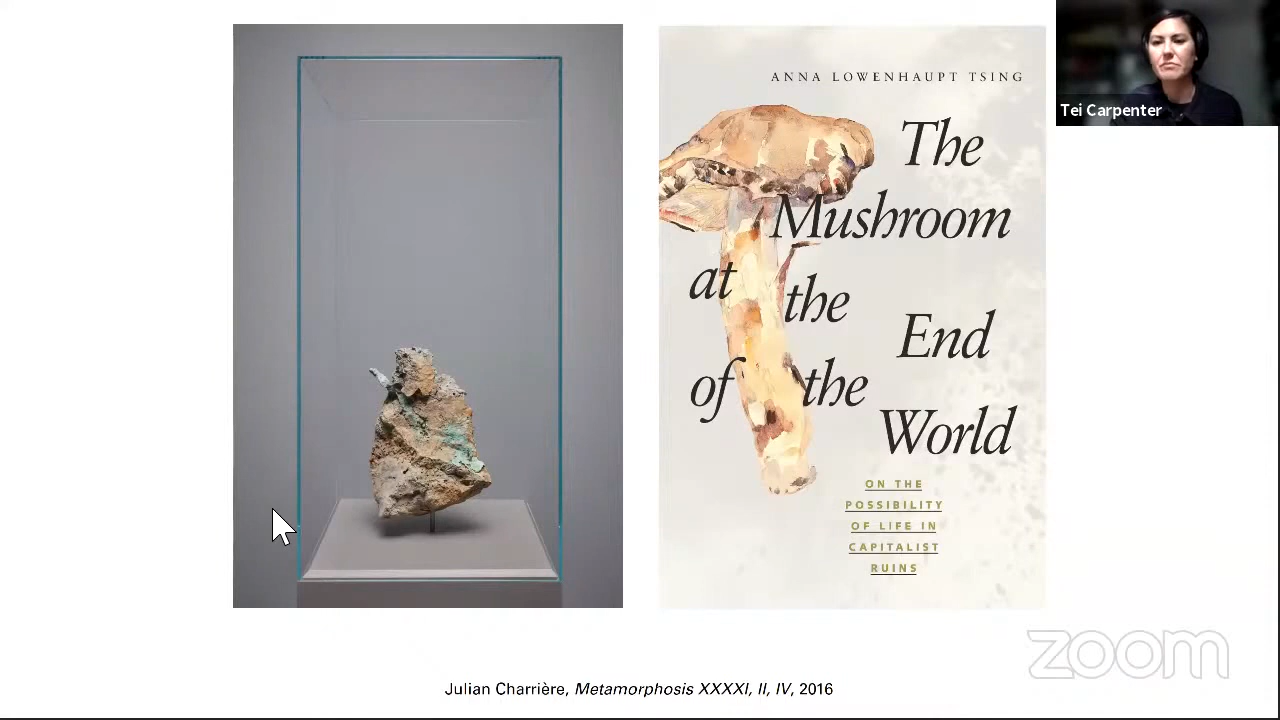 ANNA LOWENHAUPT TSING
The
Mushroom
at the
End
of the
World
ON THE
POSSIBILITY
OF LIFE IN
CAPITALIST
RUINS
Tei Carpenter
zoom
Julian Charrière, Metamorphosis XXXXI, II, IV, 2016